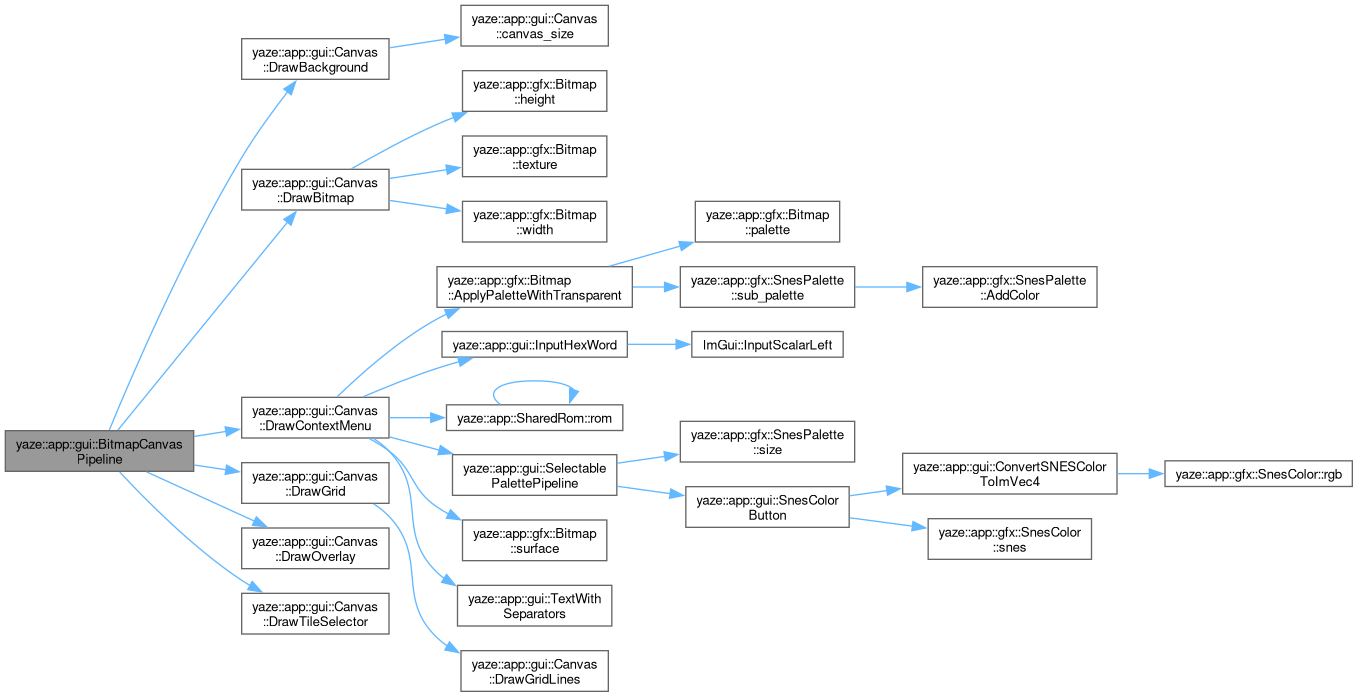 yaze::app::gui::BitmapCanvas
Pipeline
yaze::app::gui::Canvas
::DrawBackground
yaze::app::gui::Canvas
::canvas_size
yaze::app::gui::Canvas
::DrawBitmap
yaze::app::gfx::Bitmap
::height
yaze::app::gfx::Bitmap
::texture
yaze::app::gfx::Bitmap
::width
yaze::app::gui::Canvas
::DrawContextMenu
yaze::app::gfx::Bitmap
::ApplyPaletteWithTransparent
yaze::app::gfx::Bitmap
::palette
yaze::app::gfx::SnesPalette
::sub_palette
yaze::app::gfx::SnesPalette
::AddColor
yaze::app::gui::InputHexWord
ImGui::InputScalarLeft
yaze::app::SharedRom::rom
yaze::app::gui::Selectable
PalettePipeline
yaze::app::gfx::SnesPalette
::size
yaze::app::gui::SnesColor
Button
yaze::app::gui::ConvertSNESColor
ToImVec4
yaze::app::gfx::SnesColor::rgb
yaze::app::gfx::SnesColor
::snes
yaze::app::gfx::Bitmap
::surface
yaze::app::gui::TextWith
Separators
yaze::app::gui::Canvas
::DrawGrid
yaze::app::gui::Canvas
::DrawGridLines
yaze::app::gui::Canvas
::DrawOverlay
yaze::app::gui::Canvas
::DrawTileSelector